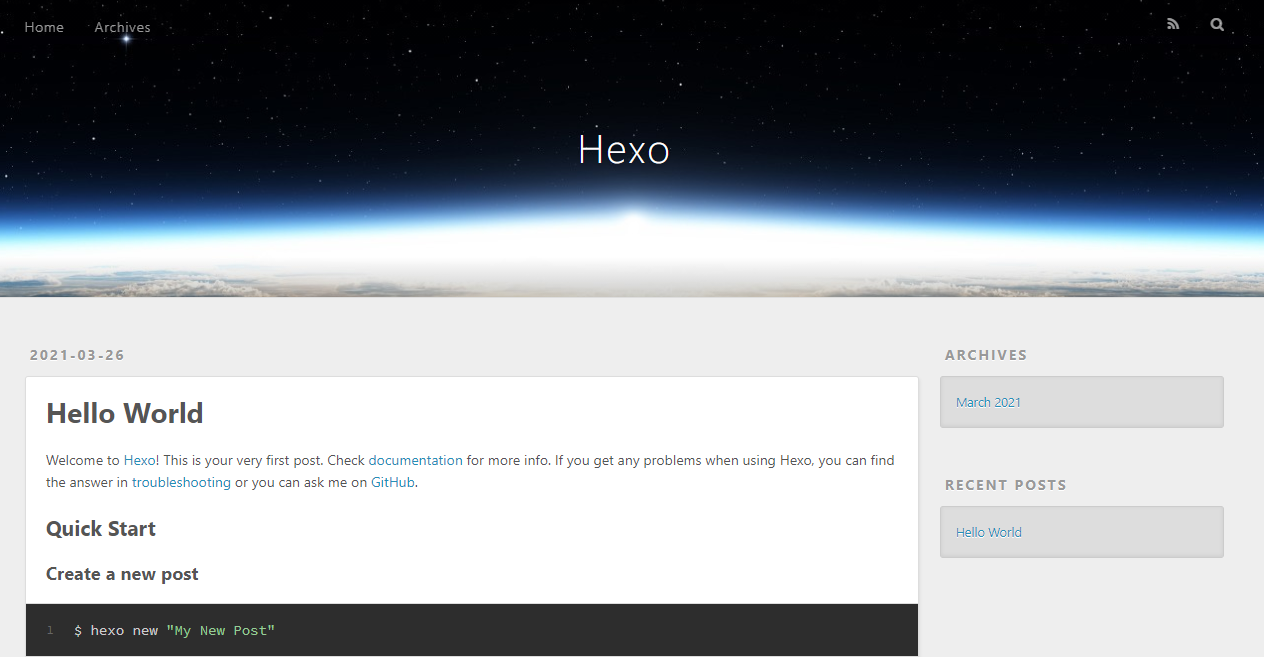 Home Archives
Hexo
2021-03-26
Hello World
Welcome to Hexo! This is your very first post. Check documentation for more info. If you get any problems when using Hexo, you can find
the answer in troubleshooting or you can ask me on GitHub.
Quick Start
Create a new post
1 $ hexo new "My New Post"
ARCHIVES
March 2021
RECENT POSTS
Hello World